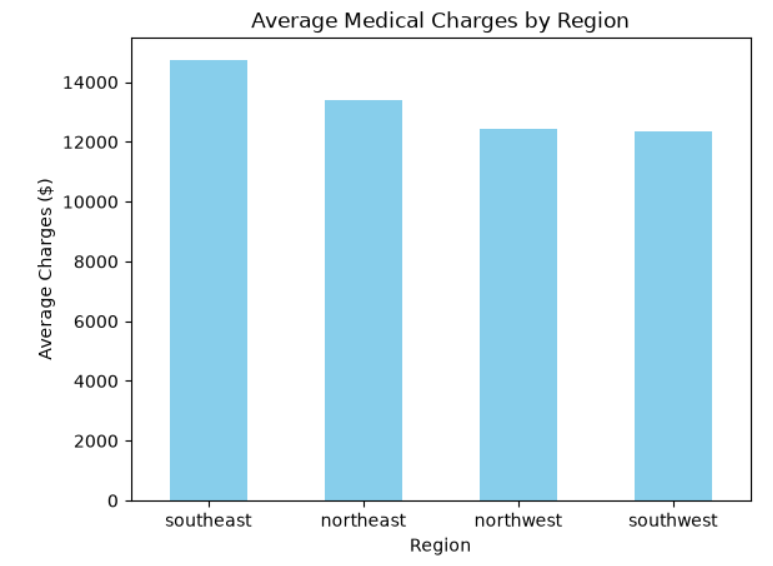 Average Medical Charges by Region
Average Charges ($)
14000
12000
10000
8000
6000
4000
2000
0
southeast northeast northwest southwest
Region